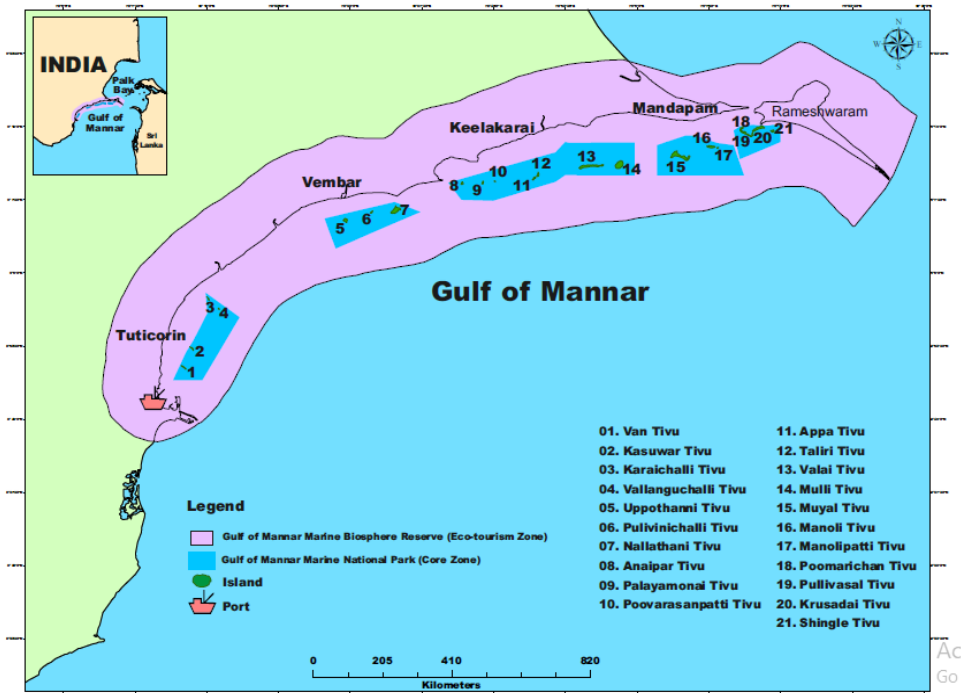 INDIA
Palk
Bay
Gulf of
Mannar
Sri
Lanka
N
W E
S
Mandapam
Rameshwaram
Keelakarai
Vembar
Tuticorin
18
21
19 20
16
17
15
13
14
12
10
11
8 9
7
6
5
3 4
2
1
Gulf of Mannar
01. Van Tivu
02. Kasuwar Tivu
03. Karaichalli Tivu
04. Vallanguchalli Tivu
05. Uppothanni Tivu
06. Pulivinichalli Tivu
07. Nallathani Tivu
08. Anaipar Tivu
09. Palayamonai Tivu
10. Poovarasanpatti Tivu
11. Appa Tivu
12. Taliri Tivu
13. Valai Tivu
14. Mulli Tivu
15. Muyal Tivu
16. Manoli Tivu
17. Manolipatti Tivu
18. Poomarichan Tivu
19. Pullivasal Tivu
20. Krusadai Tivu
21. Shingle Tivu
Legend
Gulf of Mannar Marine Biosphere Reserve (Eco-tourism Zone)
Gulf of Mannar Marine National Park (Core Zone)
Island
Port
0 205 410 820
Kilometers
Ac
Go